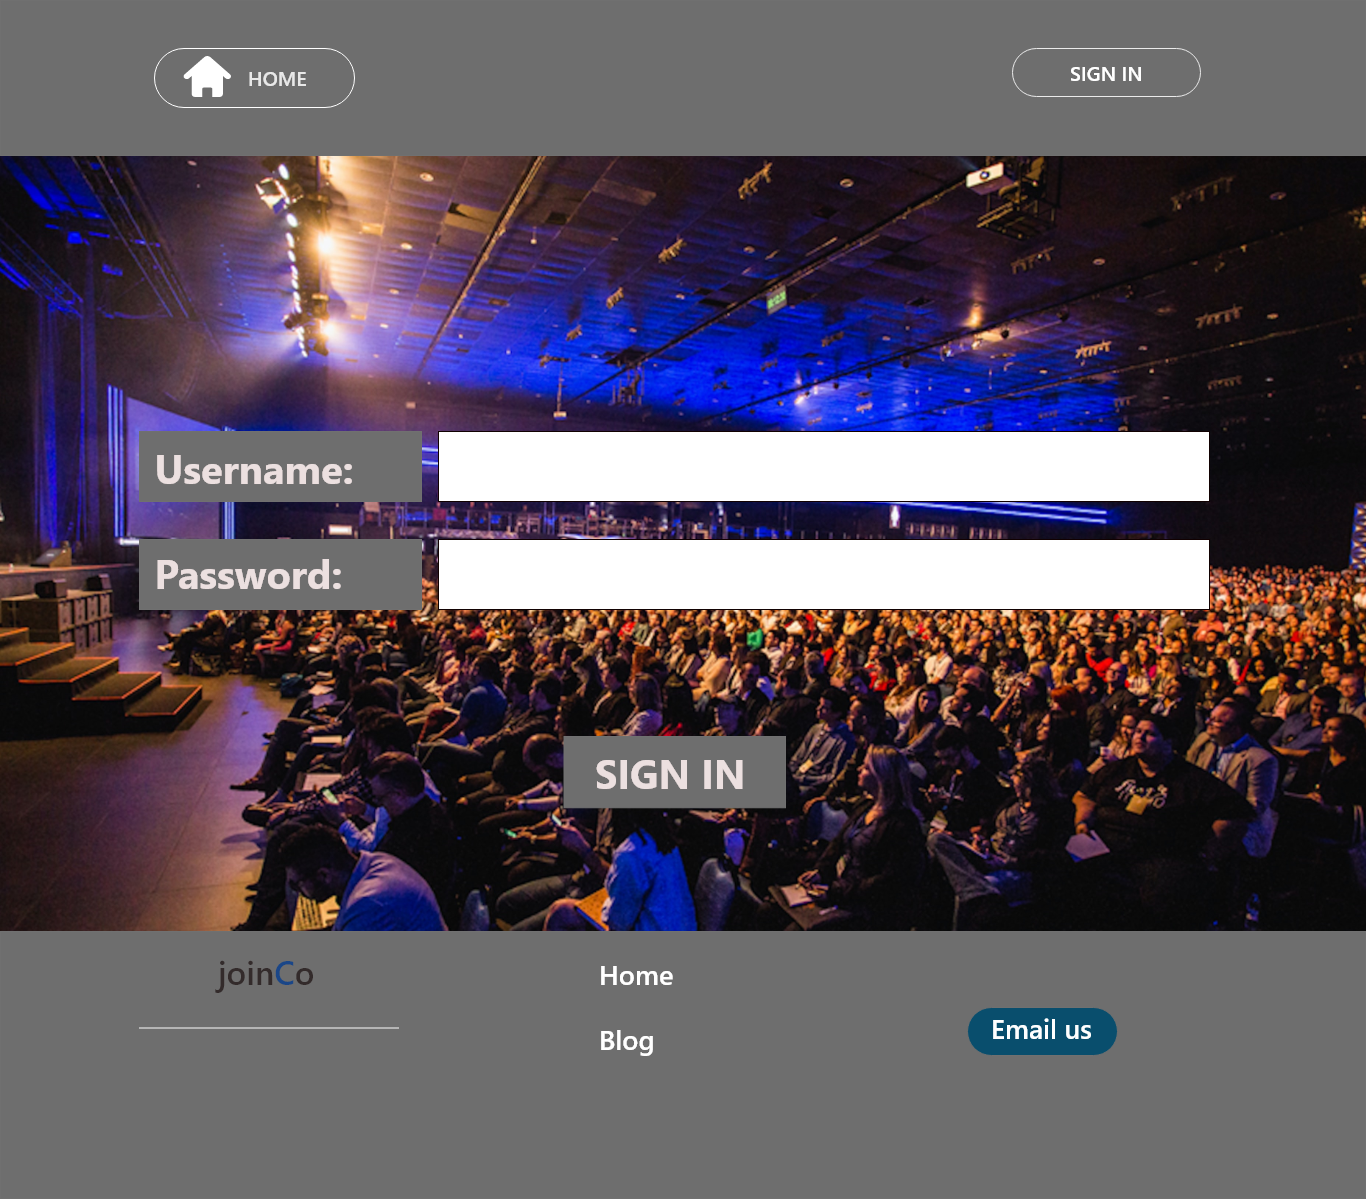 HOME
SIGN IN
Username:
Password:
SIGN IN
joinCo
Home
Blog
Email us